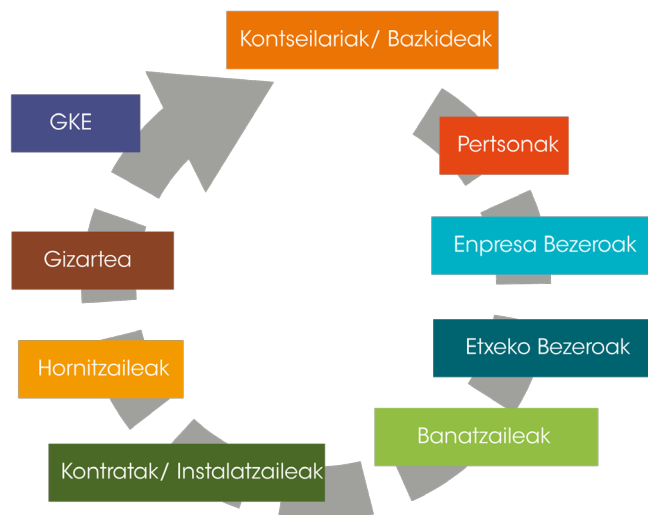 Kontseilariak/ Bazkideak
Pertsonak
Enpresa Bezeroak
Etxeko Bezeroak
Banatzaileak
Kontratak/ Instalatzaileak
Hornitzaileak
Gizartea
GKE